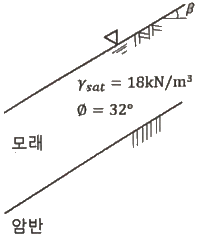 β
γsat = 18kN/m³
Ø = 32°
모래
암반